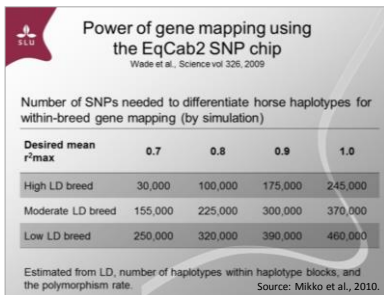 SLU
Power of gene mapping using
the EqCab2 SNP chip
Wade et al., Science vol 326, 2009
Number of SNPs needed to differentiate horse haplotypes for
within-breed gene mapping (by simulation)
Desired mean r²max 0.7 0.8 0.9 1.0
High LD breed 30,000 100,000 175,000 245,000
Moderate LD breed 155,000 225,000 300,000 370,000
Low LD breed 250,000 320,000 390,000 460,000
Estimated from LD, number of haplotypes within haplotype blocks, and
the polymorphism rate.
Source: Mikko et al., 2010.